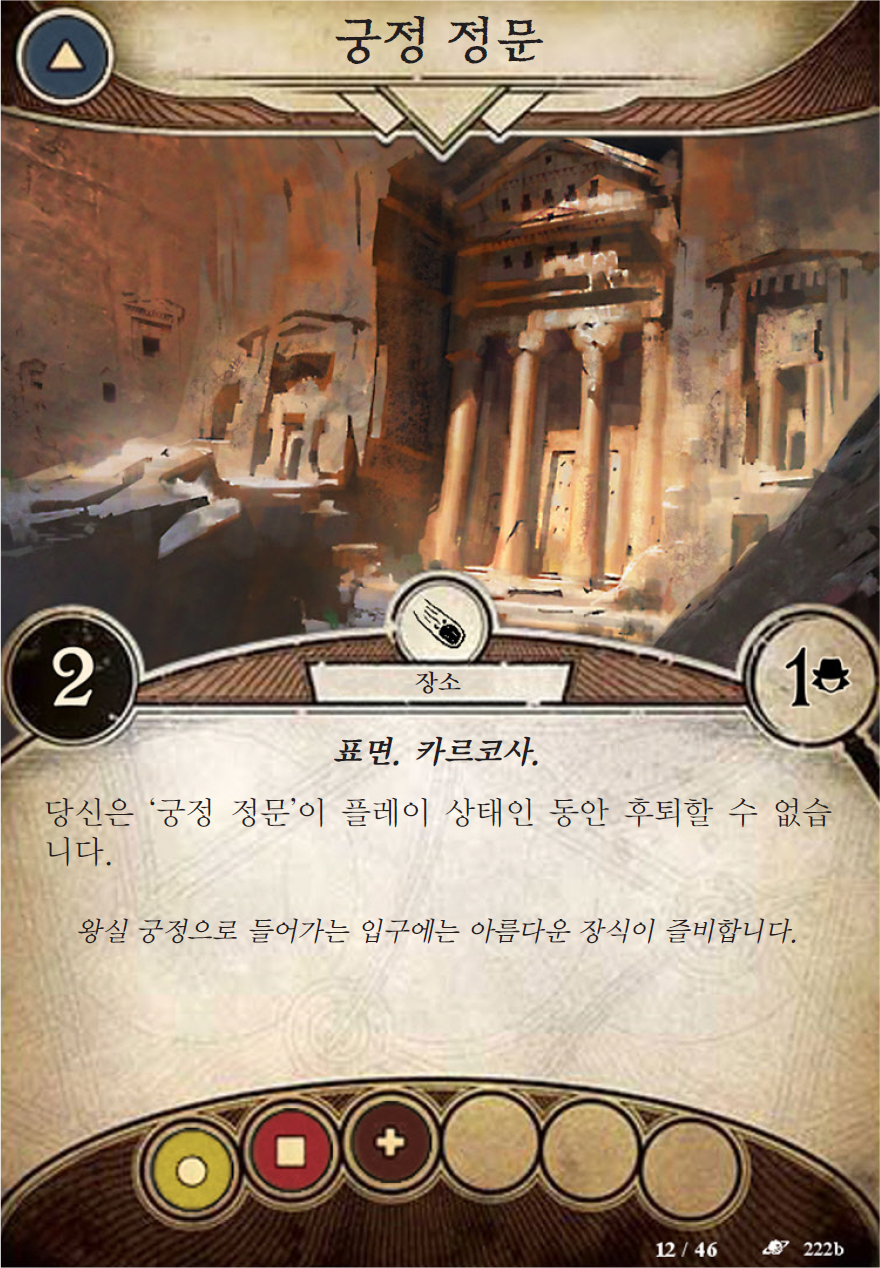 궁정 정문
2
1
장소
표면. 카르코사.
당신은 ‘궁정 정문’이 플레이 상태인 동안 후퇴할 수 없습
니다.
왕실 궁정으로 들어가는 입구에는 아름다운 장식이 즐비합니다.
12 / 46 222b